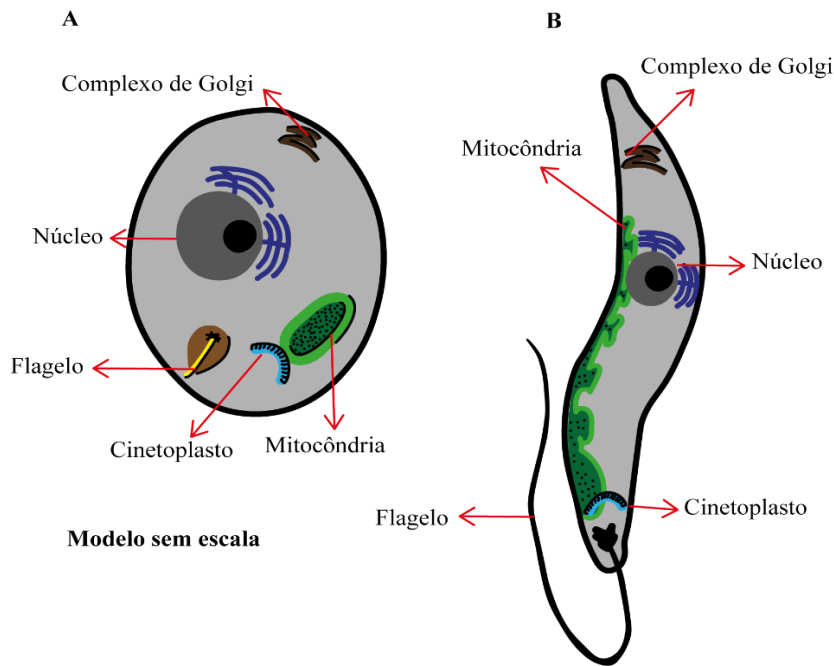 A
Complexo de Golgi
Núcleo
Flagelo
Cinetoplasto
Mitocôndria
Modelo sem escala
B
Complexo de Golgi
Mitocôndria
Núcleo
Flagelo
Cinetoplasto